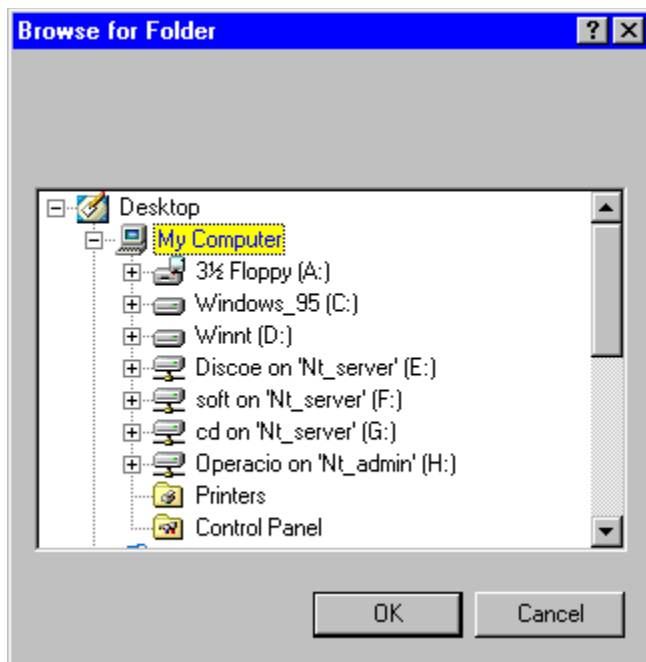 Browse for Folder
Desktop
My Computer
3½ Floppy (A:)
Windows_95 (C:)
Winnt (D:)
Discoe on 'Nt_server' (E:)
soft on 'Nt_server' (F:)
cd on 'Nt_server' (G:)
Operacio on 'Nt_admin' (H:)
Printers
Control Panel
OK Cancel